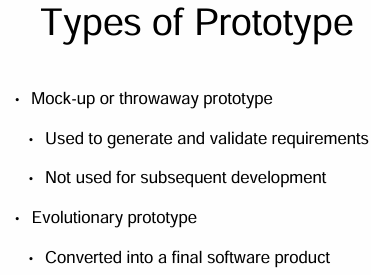 Types of Prototype
• Mock-up or throwaway prototype
• Used to generate and validate requirements
• Not used for subsequent development
• Evolutionary prototype
• Converted into a final software product